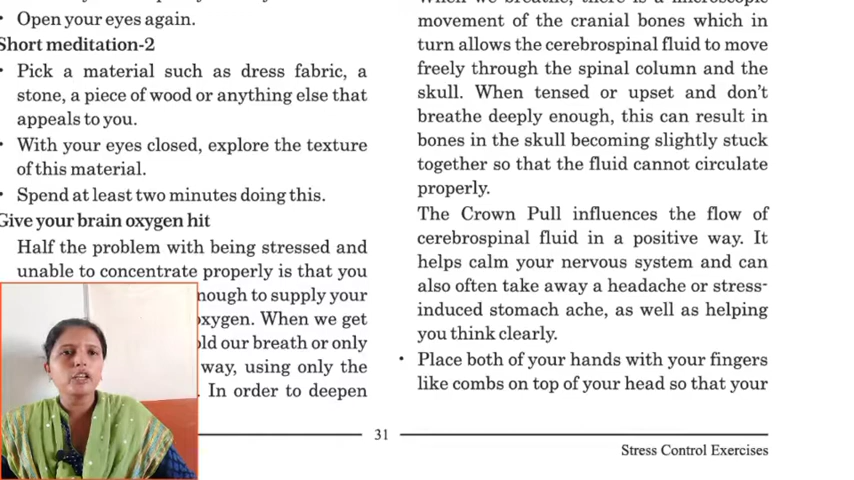 Open your eyes again.
Short meditation-2
Pick a material such as dress fabric, a
stone, a piece of wood or anything else that
appeals to you.
With your eyes closed, explore the texture
of this material.
Spend at least two minutes doing this.
Give your brain oxygen hit
Half the problem with being stressed and
unable to concentrate properly is that you
nough to supply your
oxygen. When we get
old our breath or only
way, using only the
. In order to deepen
movement of the cranial bones which in
turn allows the cerebrospinal fluid to move
freely through the spinal column and the
skull. When tensed or upset and don't
breathe deeply enough, this can result in
bones in the skull becoming slightly stuck
together so that the fluid cannot circulate
properly.
The Crown Pull influences the flow of
cerebrospinal fluid in a positive way. It
helps calm your nervous system and can
also often take away a headache or stress-
induced stomach ache, as well as helping
you think clearly.
• Place both of your hands with your fingers
like combs on top of your head so that your
31
Stress Control Exercises